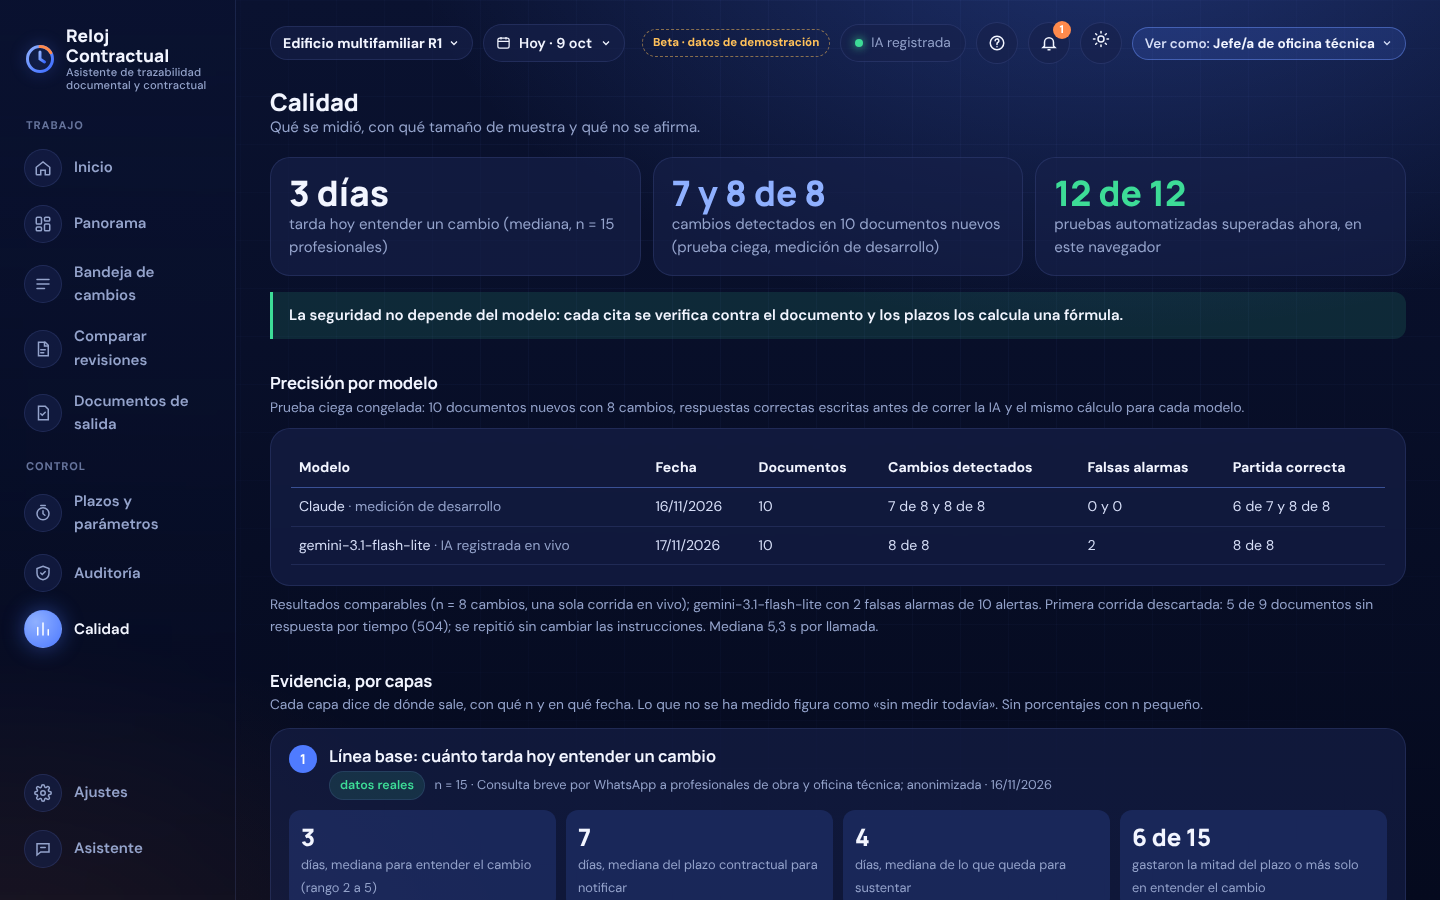 Reloj
Contractual
Asistente de trazabilidad
documental y contractual
TRABAJO
Inicio
Panorama
Bandeja de
cambios
Comparar
revisiones
Documentos de
salida
CONTROL
Plazos y
parámetros
Auditoría
Calidad
Ajustes
Asistente
Edificio multifamiliar R1
Hoy · 9 oct
Beta · datos de demostración
IA registrada
1
Ver como: Jefe/a de oficina técnica
Calidad
Qué se midió, con qué tamaño de muestra y qué no se afirma.
3 días
tarda hoy entender un cambio (mediana, n = 15
profesionales)
7 y 8 de 8
cambios detectados en 10 documentos nuevos
(prueba ciega, medición de desarrollo)
12 de 12
pruebas automatizadas superadas ahora, en
este navegador
La seguridad no depende del modelo: cada cita se verifica contra el documento y los plazos los calcula una fórmula.
Precisión por modelo
Prueba ciega congelada: 10 documentos nuevos con 8 cambios, respuestas correctas escritas antes de correr la IA y el mismo cálculo para cada modelo.
Modelo Fecha Documentos Cambios detectados Falsas alarmas Partida correcta
Claude · medición de desarrollo 16/11/2026 10 7 de 8 y 8 de 8 0 y 0 6 de 7 y 8 de 8
gemini-3.1-flash-lite · IA registrada en vivo 17/11/2026 10 8 de 8 2 8 de 8
Resultados comparables (n = 8 cambios, una sola corrida en vivo); gemini-3.1-flash-lite con 2 falsas alarmas de 10 alertas. Primera corrida descartada: 5 de 9 documentos sin
respuesta por tiempo (504); se repitió sin cambiar las instrucciones. Mediana 5,3 s por llamada.
Evidencia, por capas
Cada capa dice de dónde sale, con qué n y en qué fecha. Lo que no se ha medido figura como «sin medir todavía». Sin porcentajes con n pequeño.
1 Línea base: cuánto tarda hoy entender un cambio
datos reales n = 15 · Consulta breve por WhatsApp a profesionales de obra y oficina técnica; anonimizada · 16/11/2026
3
días, mediana para entender el cambio
(rango 2 a 5)
7
días, mediana del plazo contractual para
notificar
4
días, mediana de lo que queda para
sustentar
6 de 15
gastaron la mitad del plazo o más solo
en entender el cambio